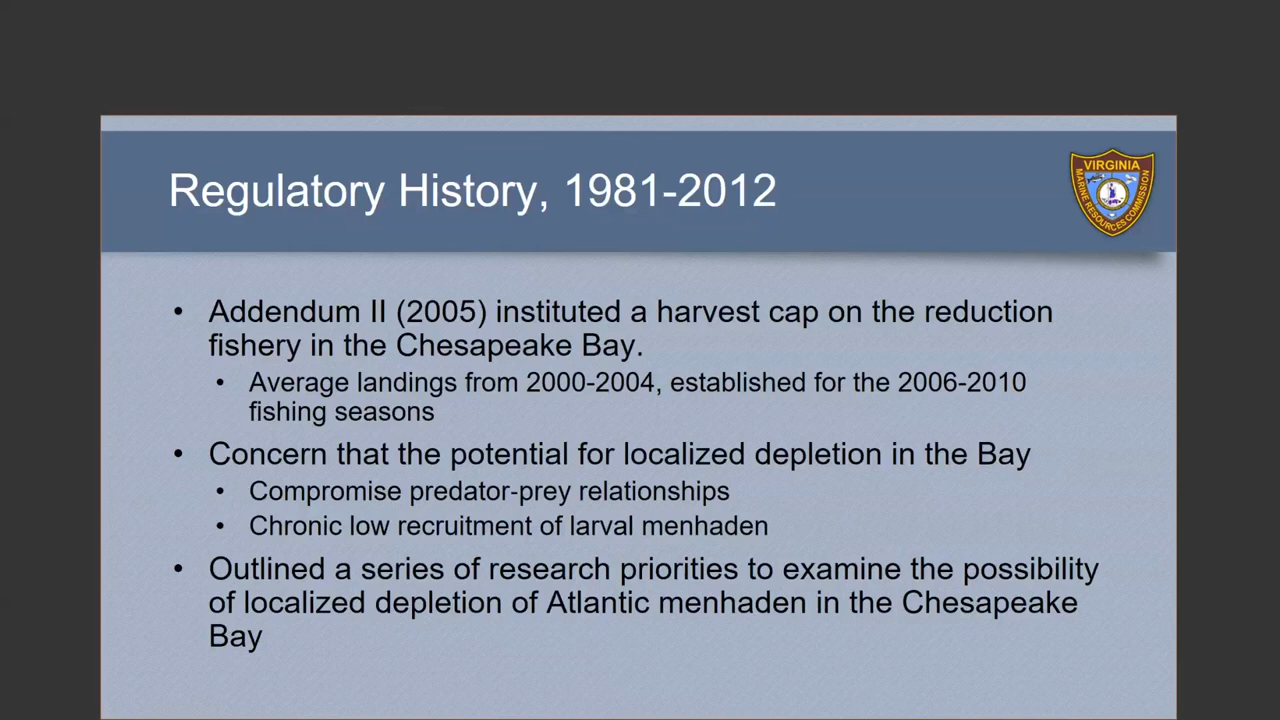 Regulatory History, 1981-2012
VIRGINIA
MARINE RESOURCES COMMISSION
• Addendum II (2005) instituted a harvest cap on the reduction
fishery in the Chesapeake Bay.
• Average landings from 2000-2004, established for the 2006-2010
fishing seasons
• Concern that the potential for localized depletion in the Bay
• Compromise predator-prey relationships
• Chronic low recruitment of larval menhaden
• Outlined a series of research priorities to examine the possibility
of localized depletion of Atlantic menhaden in the Chesapeake
Bay